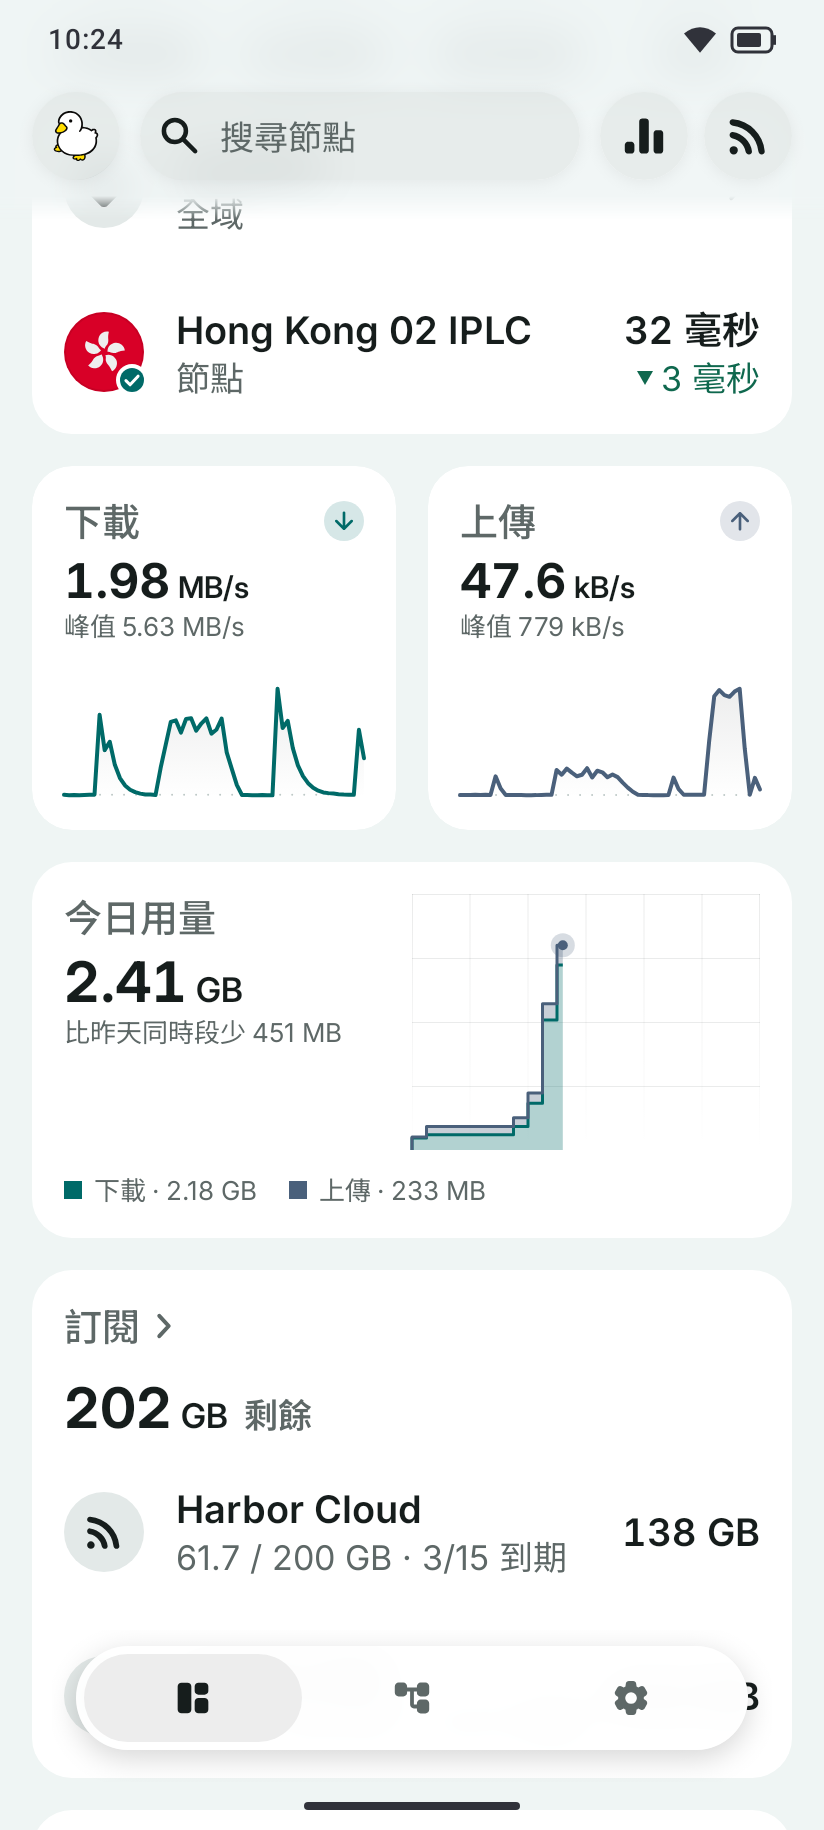 10:24
搜尋節點
全域
Hong Kong 02 IPLC
32 毫秒
節點
▼3 毫秒
下載
1.98 MB/s
峰值 5.63 MB/s
上傳
47.6 kB/s
峰值 779 kB/s
今日用量
2.41 GB
比昨天同時段少 451 MB
下載 · 2.18 GB
上傳 · 233 MB
訂閱
202 GB 剩餘
Harbor Cloud
138 GB
61.7 / 200 GB · 3/15 到期